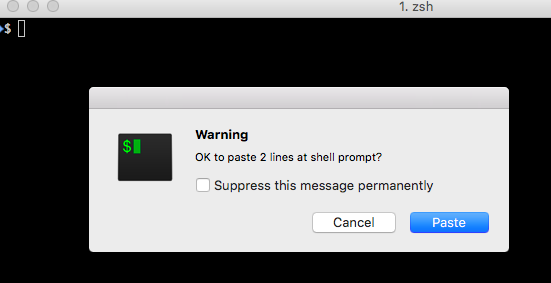 1. zsh
$
$
Warning
OK to paste 2 lines at shell prompt?
Suppress this message permanently
Cancel
Paste